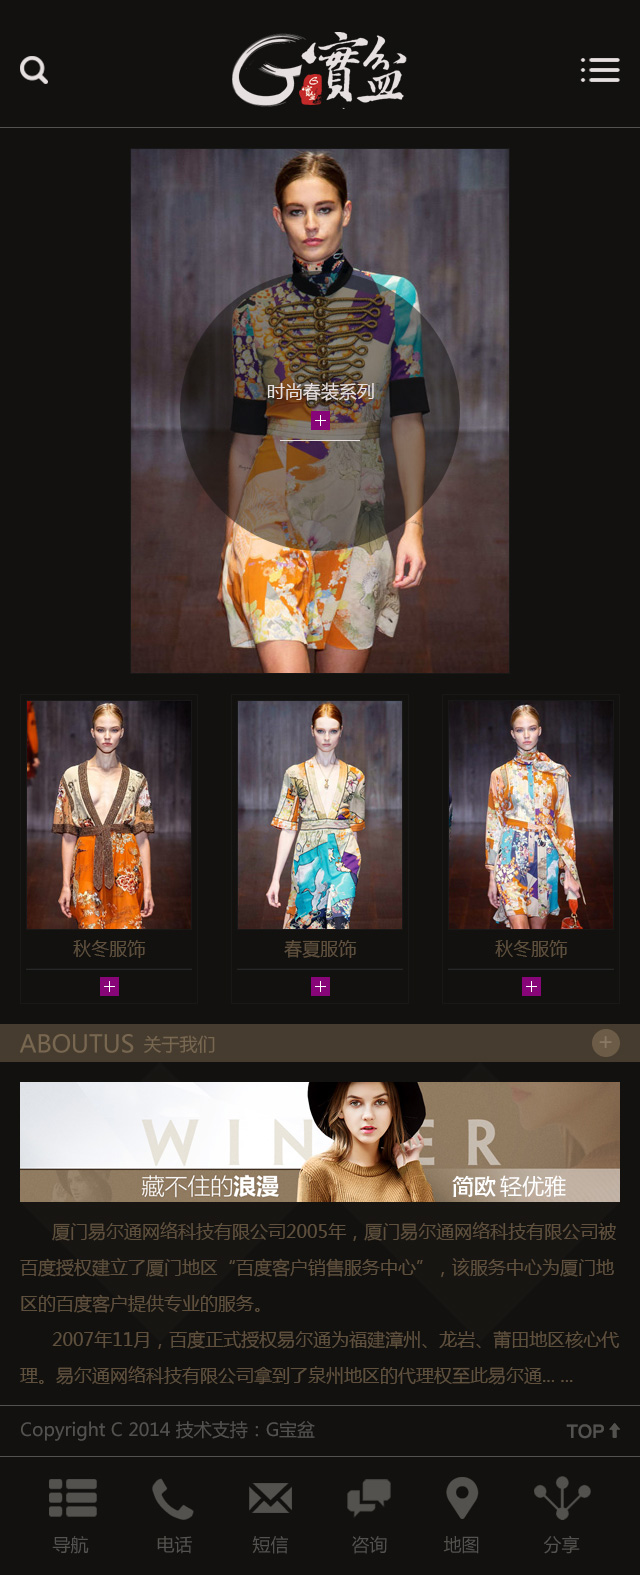 G寶盆
时尚春装系列
秋冬服饰
春夏服饰
秋冬服饰
ABOUTUS 关于我们
WINTER
藏不住的浪漫
简欧 轻优雅
厦门易尔通网络科技有限公司2005年，厦门易尔通网络科技有限公司被
百度授权建立了厦门地区“百度客户销售服务中心”，该服务中心为厦门地
区的百度客户提供专业的服务。
2007年11月，百度正式授权易尔通为福建漳州、龙岩、莆田地区核心代
理。易尔通网络科技有限公司拿到了泉州地区的代理权至此易尔通... ...
Copyright C 2014 技术支持：G宝盆
TOP
导航
电话
短信
咨询
地图
分享